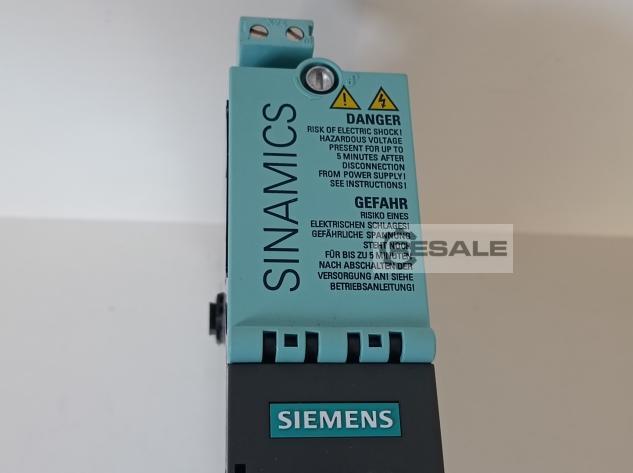 SINAMICS
DANGER
RISK OF ELECTRIC SHOCK!
HAZARDOUS VOLTAGE
PRESENT FOR UP TO
5 MINUTES AFTER
DISCONNECTION
FROM POWER SUPPLY!
SEE INSTRUCTIONS!
GEFAHR
RISIKO EINES
ELEKTRISCHEN SCHLAGES!
GEFÄHRLICHE SPANNUNG
STEHT NOCH
FÜR BIS ZU 5 MINUTEN
NACH ABSCHALTEN DER
VERSORGUNG AN! SIEHE
BETRIEBSANLEITUNG!
ESALE
SIEMENS